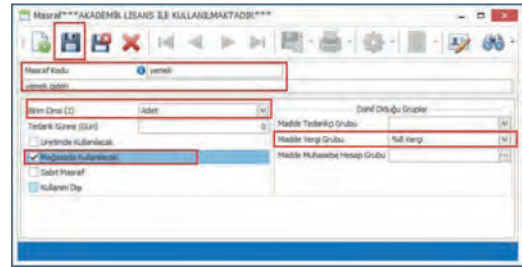 Masraf***AKADEMİK LİSANS İLE KULLANILMAKTADIR***
Masraf Kodu yemek
yemek gideri
Birim Cinsi (1) Adet
Tedarik Süresi (Gün) 0
Üretimde Kullanılacak
Mağazada Kullanılacak
Sabit Masraf
Kullanım Dışı
Dahil Olduğu Gruplar
Madde Tedarikçi Grubu
Madde Vergi Grubu %8 Vergi
Madde Muhasebe Hesap Grubu